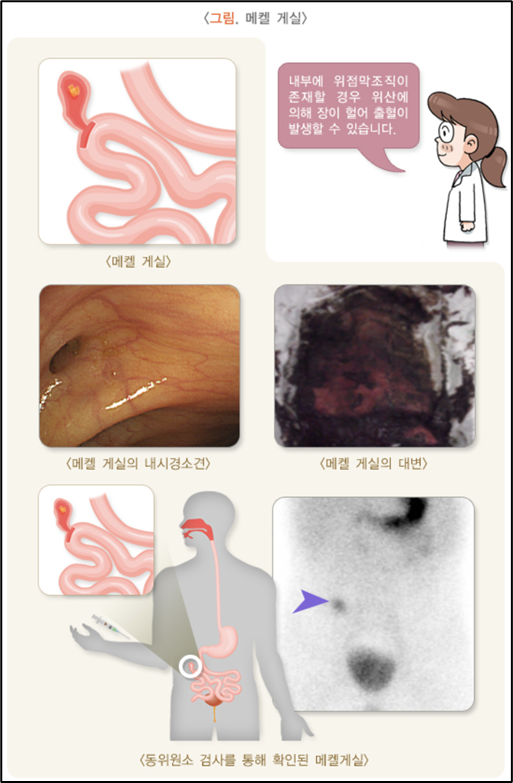 <그림. 메켈 게실>
내부에 위점막조직이
존재할 경우 위산에
의해 장이 헐어 출혈이
발생할 수 있습니다.
<메켈 게실>
<메켈 게실의 내시경소견>
<메켈 게실의 대변>
<동위원소 검사를 통해 확인된 메켈게실>